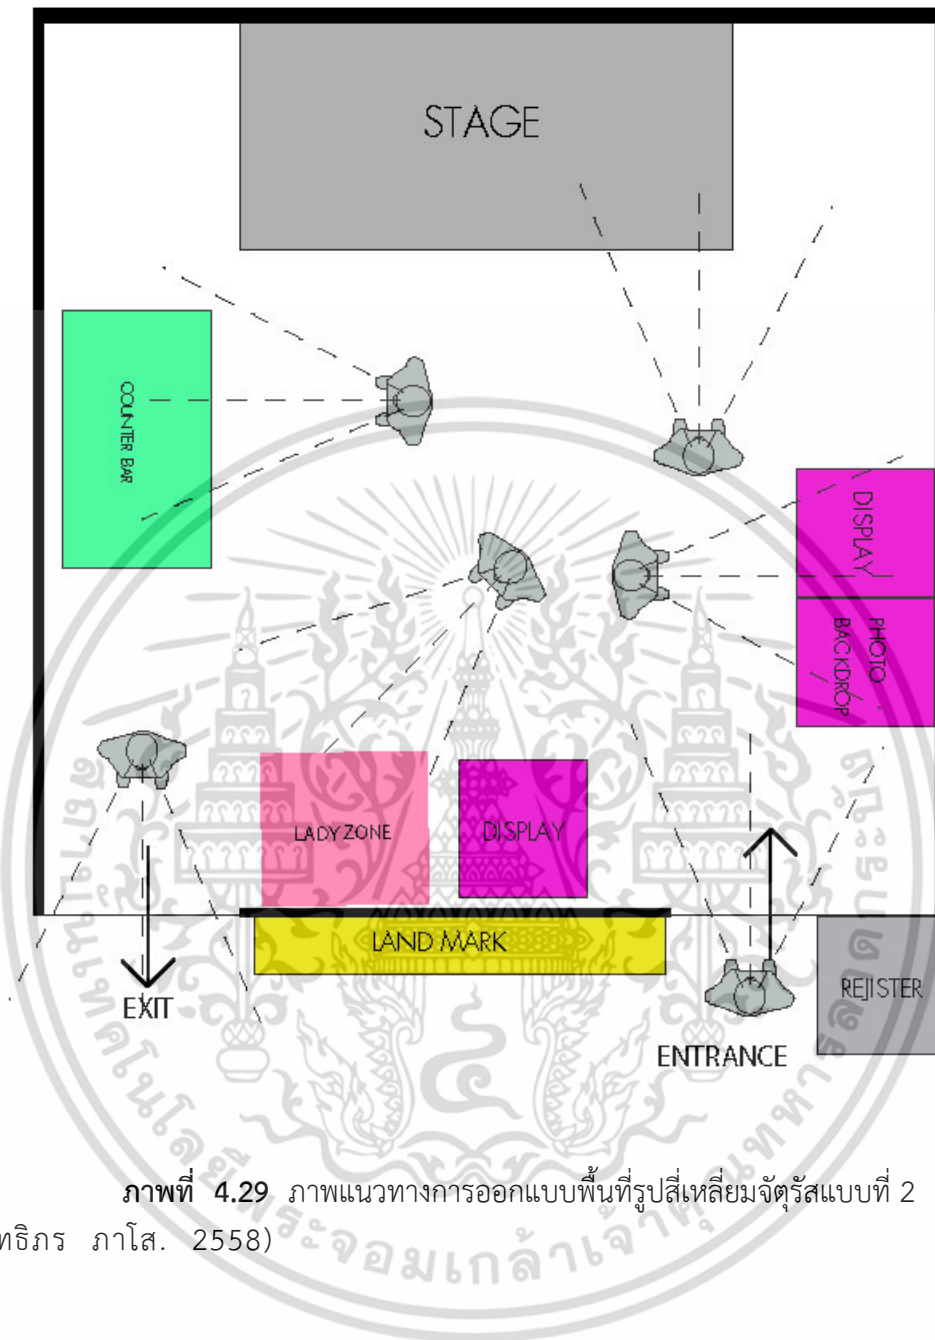 STAGE
COUNTER BAR
DISPLAY
PHOTO
BACKDROP
LADY ZONE
DISPLAY
LAND MARK
EXIT
REJISTER
ENTRANCE
ภาพที่ 4.29 ภาพแนวทางการออกแบบพื้นที่รูปสี่เหลี่ยมจัตุรัสแบบที่ 2
ทธิภร ภาโส. 2558)